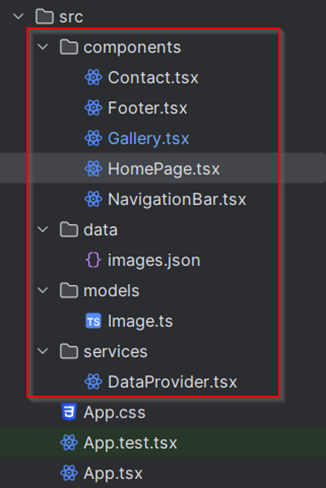 src
components
Contact.tsx
Footer.tsx
Gallery.tsx
HomePage.tsx
NavigationBar.tsx
data
{} images.json
models
TS Image.ts
services
DataProvider.tsx
App.css
App.test.tsx
App.tsx